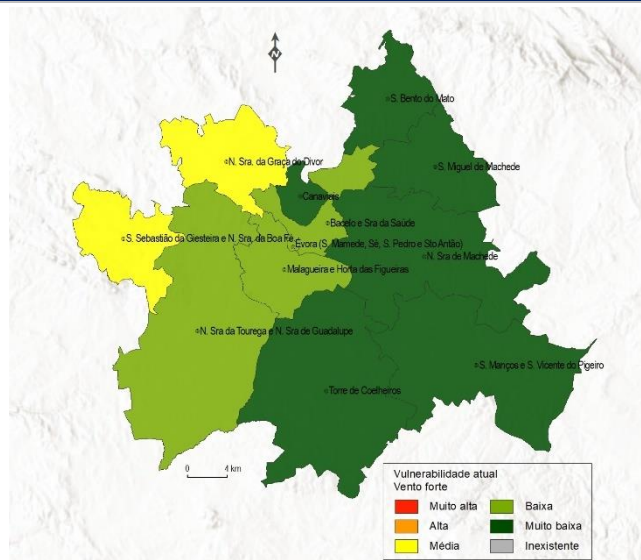 N
S. Bento do Mato
N. Sra. da Graça do Divor
S. Miguel de Machede
Canaviais
Bacelo e Sra da Saúde
S. Sebastião da Giesteira e N. Sra. da Boa Fé
Évora (S. Mamede, Sé, S. Pedro e Sto Antão)
N. Sra de Machede
Malagueira e Horta das Figueiras
N. Sra da Tourega e N. Sra de Guadalupe
S. Manços e S. Vicente do Pigeiro
Torre de Coelheiros
0 4 km
Vulnerabilidade atual
Vento forte
Muito alta
Baixa
Alta
Muito baixa
Média
Inexistente